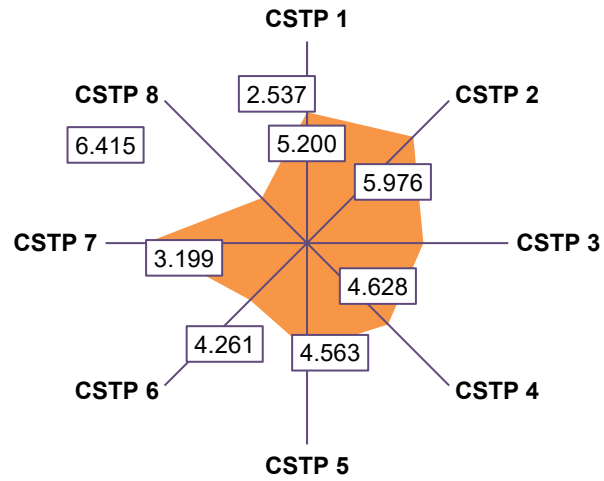 CSTP 1
CSTP 8
2.537
CSTP 2
6.415
5.200
5.976
CSTP 7
3.199
CSTP 3
4.628
4.261
4.563
CSTP 6
CSTP 4
CSTP 5